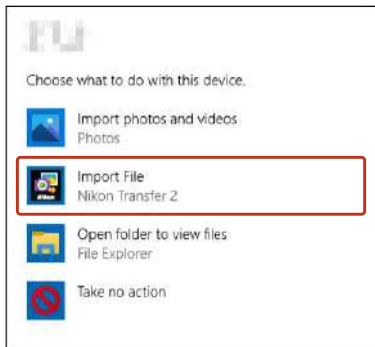 Choose what to do with this device.
Import photos and videos
Photos
Import File
Nikon Transfer 2
Open folder to view files
File Explorer
Take no action